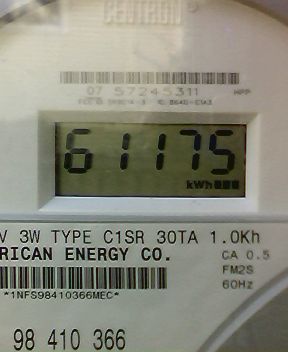 CENTRON
07 57245311
61175
kWh
V 3W TYPE C1SR 30TA 1.0Kh
RICAN ENERGY CO. CA 0.5
FM2S
*1NFS98410366MEC* 60Hz
98 410 366